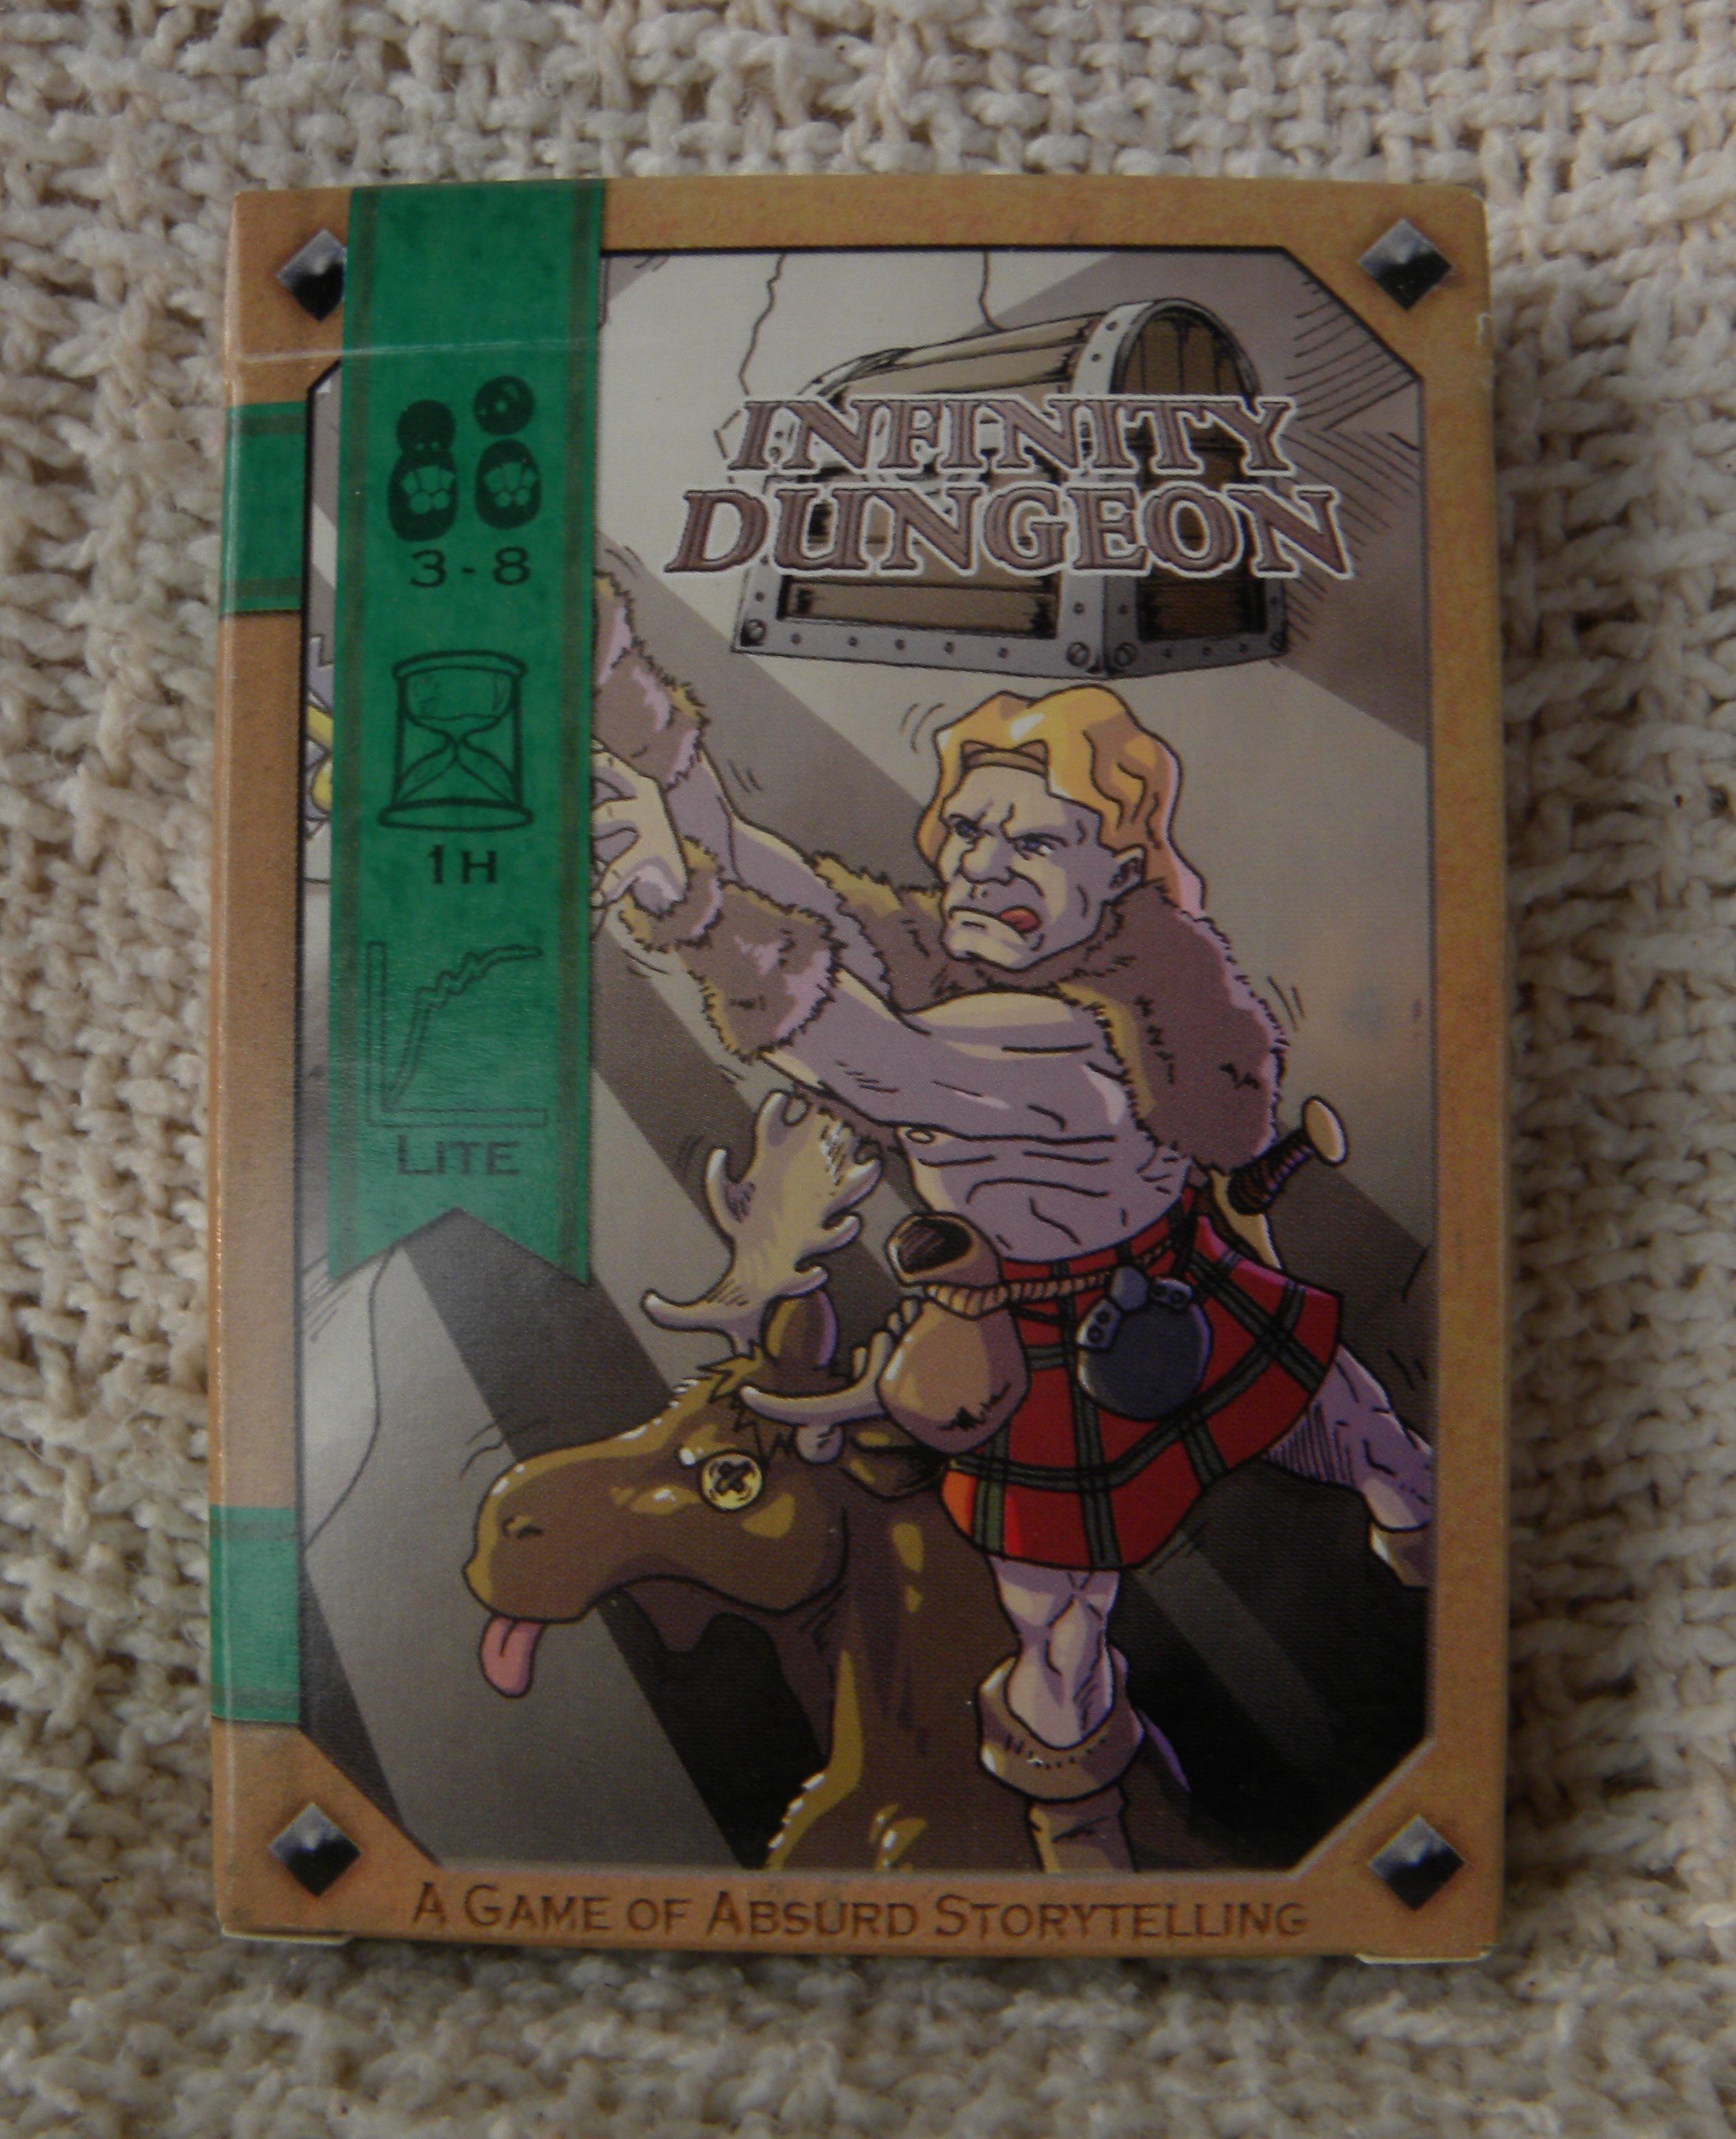 INFINITY
DUNGEON
3-8
1H
LITE
A GAME OF ABSURD STORYTELLING